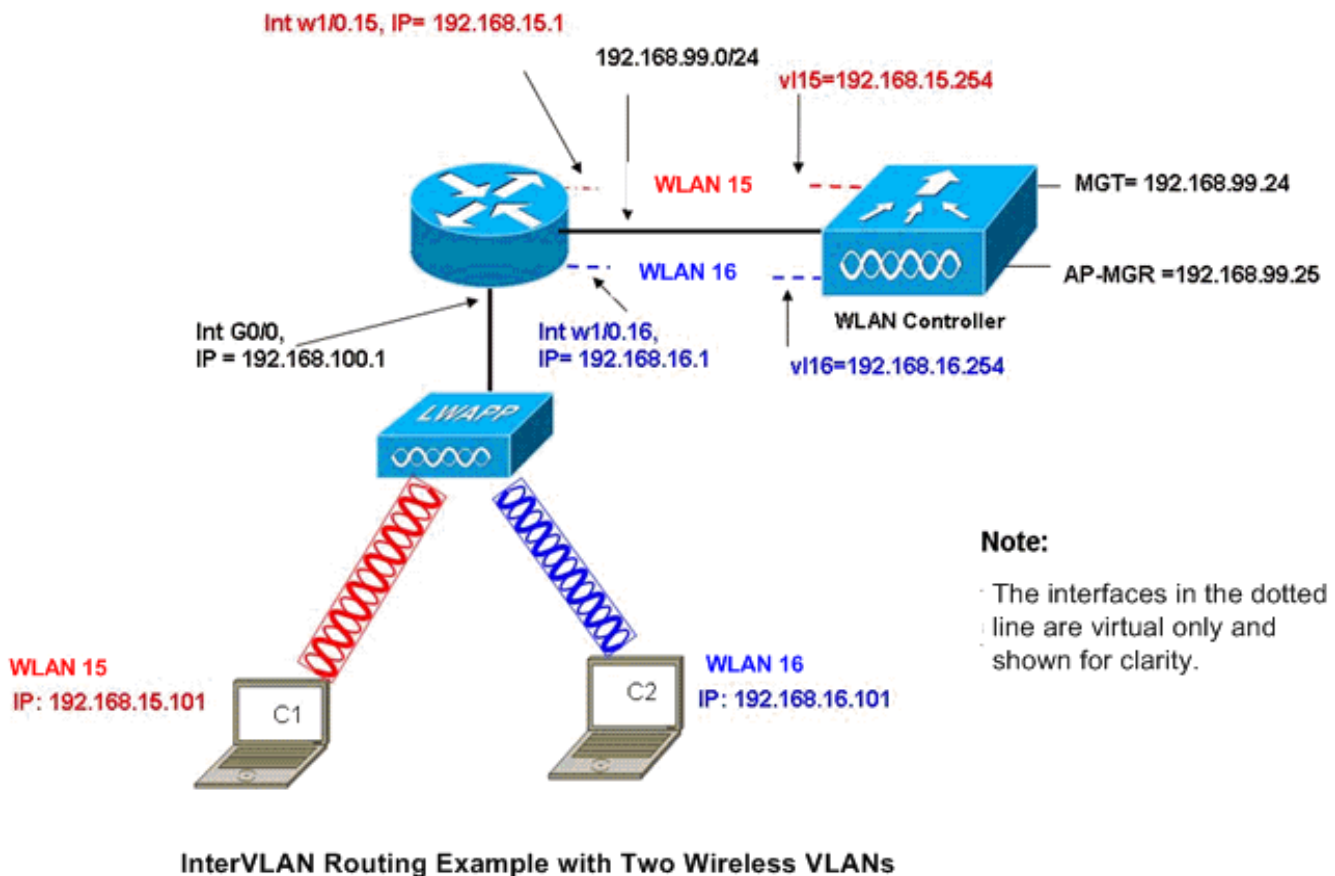 Int w1/0.15, IP= 192.168.15.1
192.168.99.0/24
vl15=192.168.15.254
WLAN 15
MGT= 192.168.99.24
WLAN 16
AP-MGR =192.168.99.25
WLAN Controller
Int G0/0,
IP = 192.168.100.1
Int w1/0.16,
IP= 192.168.16.1
vl16=192.168.16.254
LWAPP
Note:
The interfaces in the dotted
line are virtual only and
shown for clarity.
WLAN 15
IP: 192.168.15.101
C1
WLAN 16
IP: 192.168.16.101
C2
InterVLAN Routing Example with Two Wireless VLANs